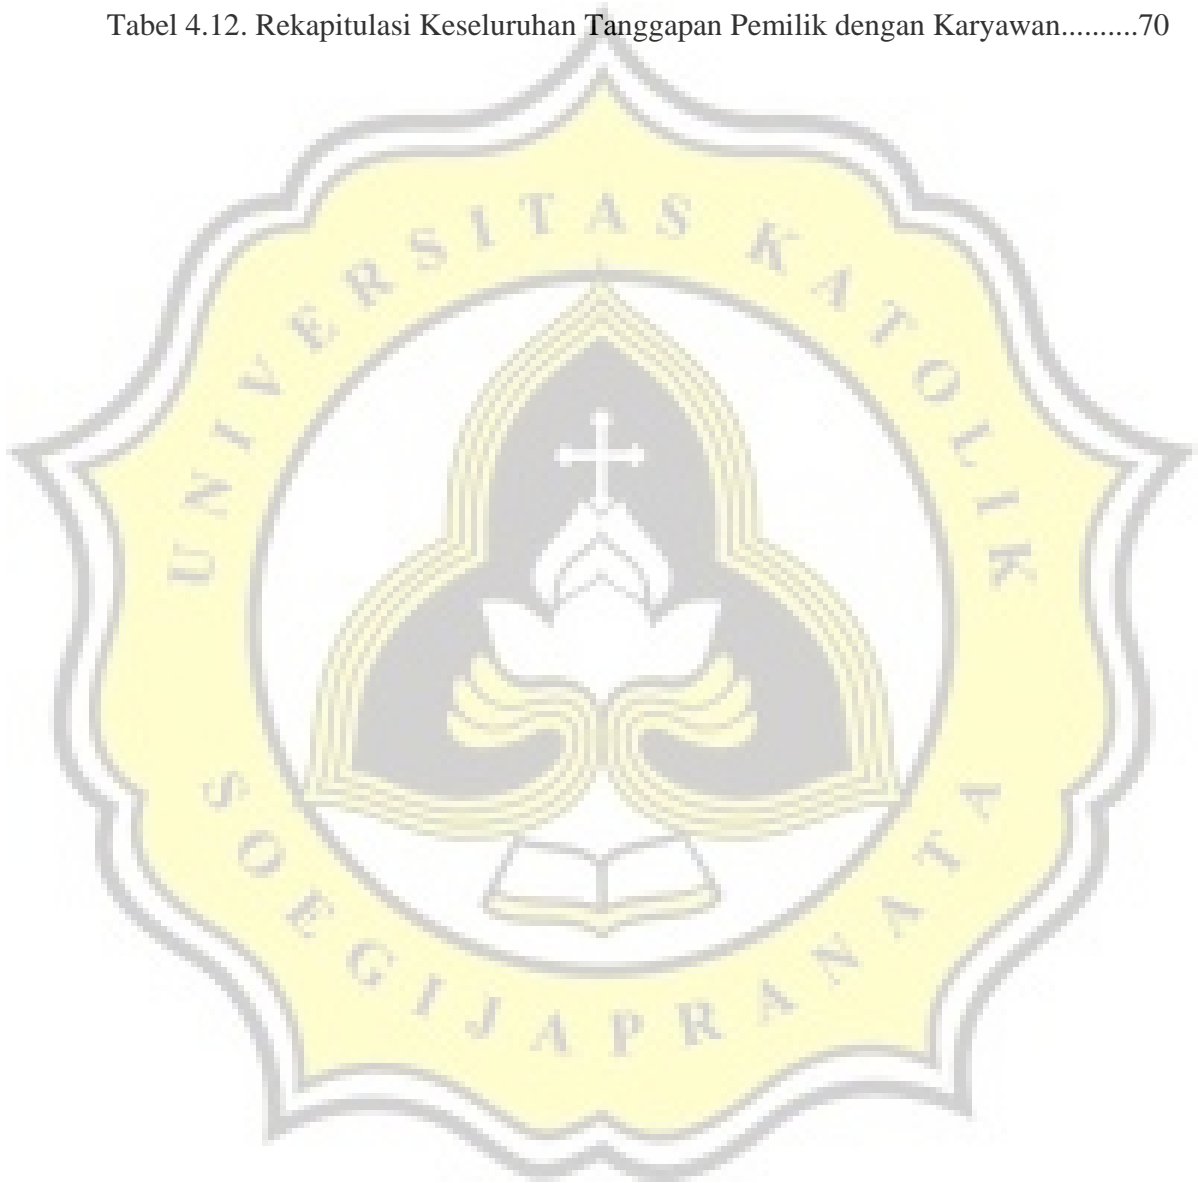 Tabel 4.12. Rekapitulasi Keseluruhan Tanggapan Pemilik dengan Karyawan..........70
UNIVERSITAS KATOLIK
SOEGIJAPRANATA